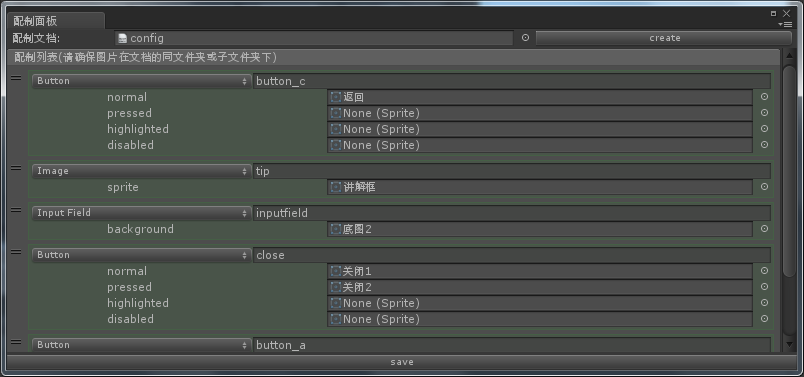 配制面板
配制文档: config create
配制列表(请确保图片在文档的同文件夹或子文件夹下)
Button button_c
normal 返回
pressed None (Sprite)
highlighted None (Sprite)
disabled None (Sprite)
Image tip
sprite 讲解框
Input Field inputfield
background 底图2
Button close
normal 关闭1
pressed 关闭2
highlighted None (Sprite)
disabled None (Sprite)
Button button_a
save